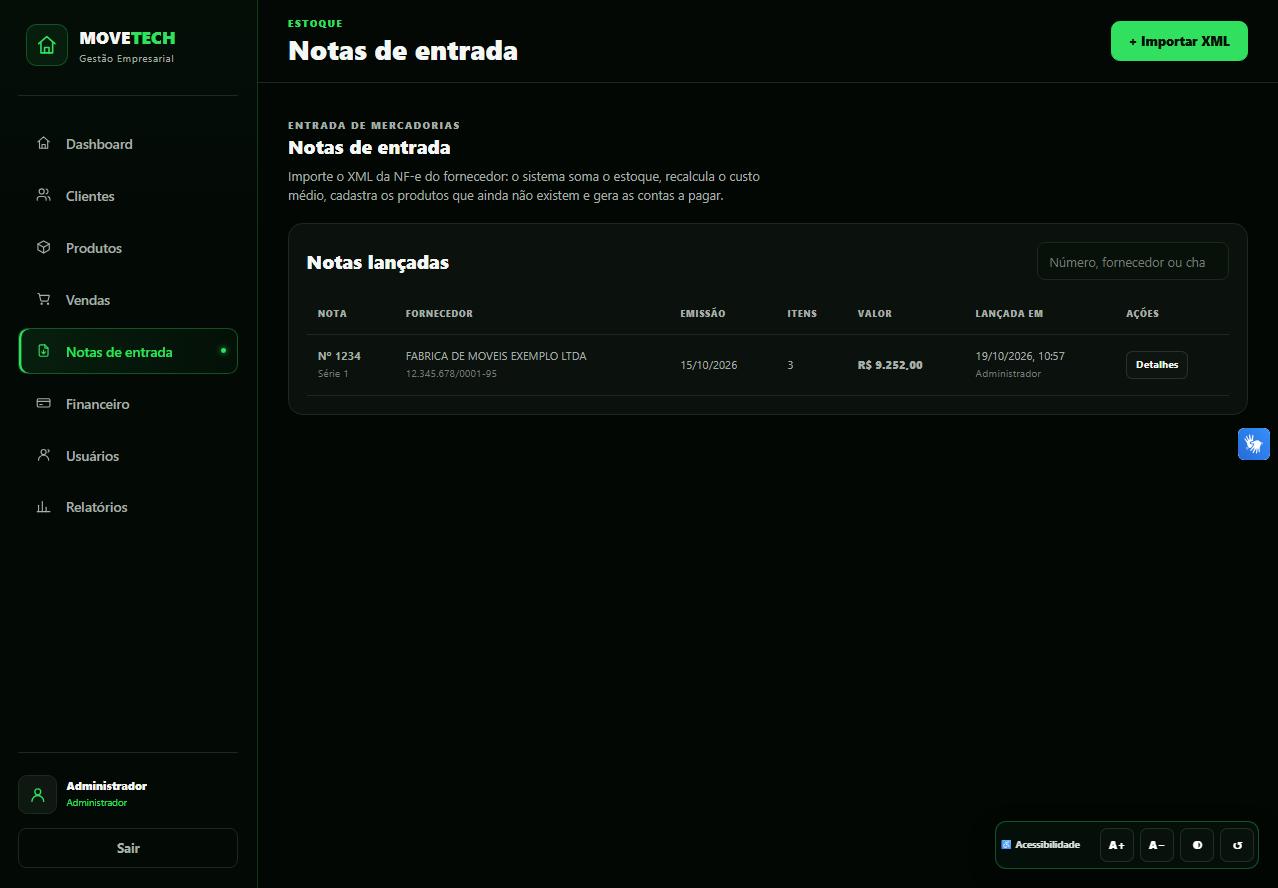 MOVETECH
Gestão Empresarial
Dashboard
Clientes
Produtos
Vendas
Notas de entrada
Financeiro
Usuários
Relatórios
Administrador
Administrador
Sair
ESTOQUE
Notas de entrada
+ Importar XML
ENTRADA DE MERCADORIAS
Notas de entrada
Importe o XML da NF-e do fornecedor: o sistema soma o estoque, recalcula o custo
médio, cadastra os produtos que ainda não existem e gera as contas a pagar.
Notas lançadas
Número, fornecedor ou cha
NOTA FORNECEDOR EMISSÃO ITENS VALOR LANÇADA EM AÇÕES
Nº 1234 FABRICA DE MOVEIS EXEMPLO LTDA 15/10/2026 3 R$ 9.252,00 19/10/2026, 10:57 Detalhes
Série 1 12.345.678/0001-95 Administrador
Acessibilidade A+ A−